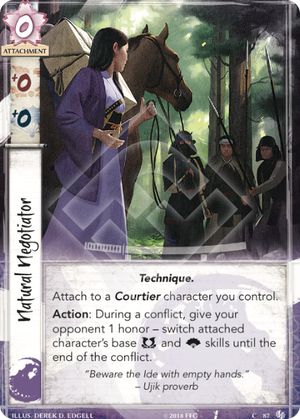 0
ATTACHMENT
+0
+0
Natural Negotiator
Technique.
Attach to a Courtier character you control.
Action: During a conflict, give your
opponent 1 honor – switch attached
character's base and skills until the
end of the conflict.
"Beware the Ide with empty hands."
– Ujik proverb
ILLUS. DEREK D. EDGELL
© 2018 FFG
C 87